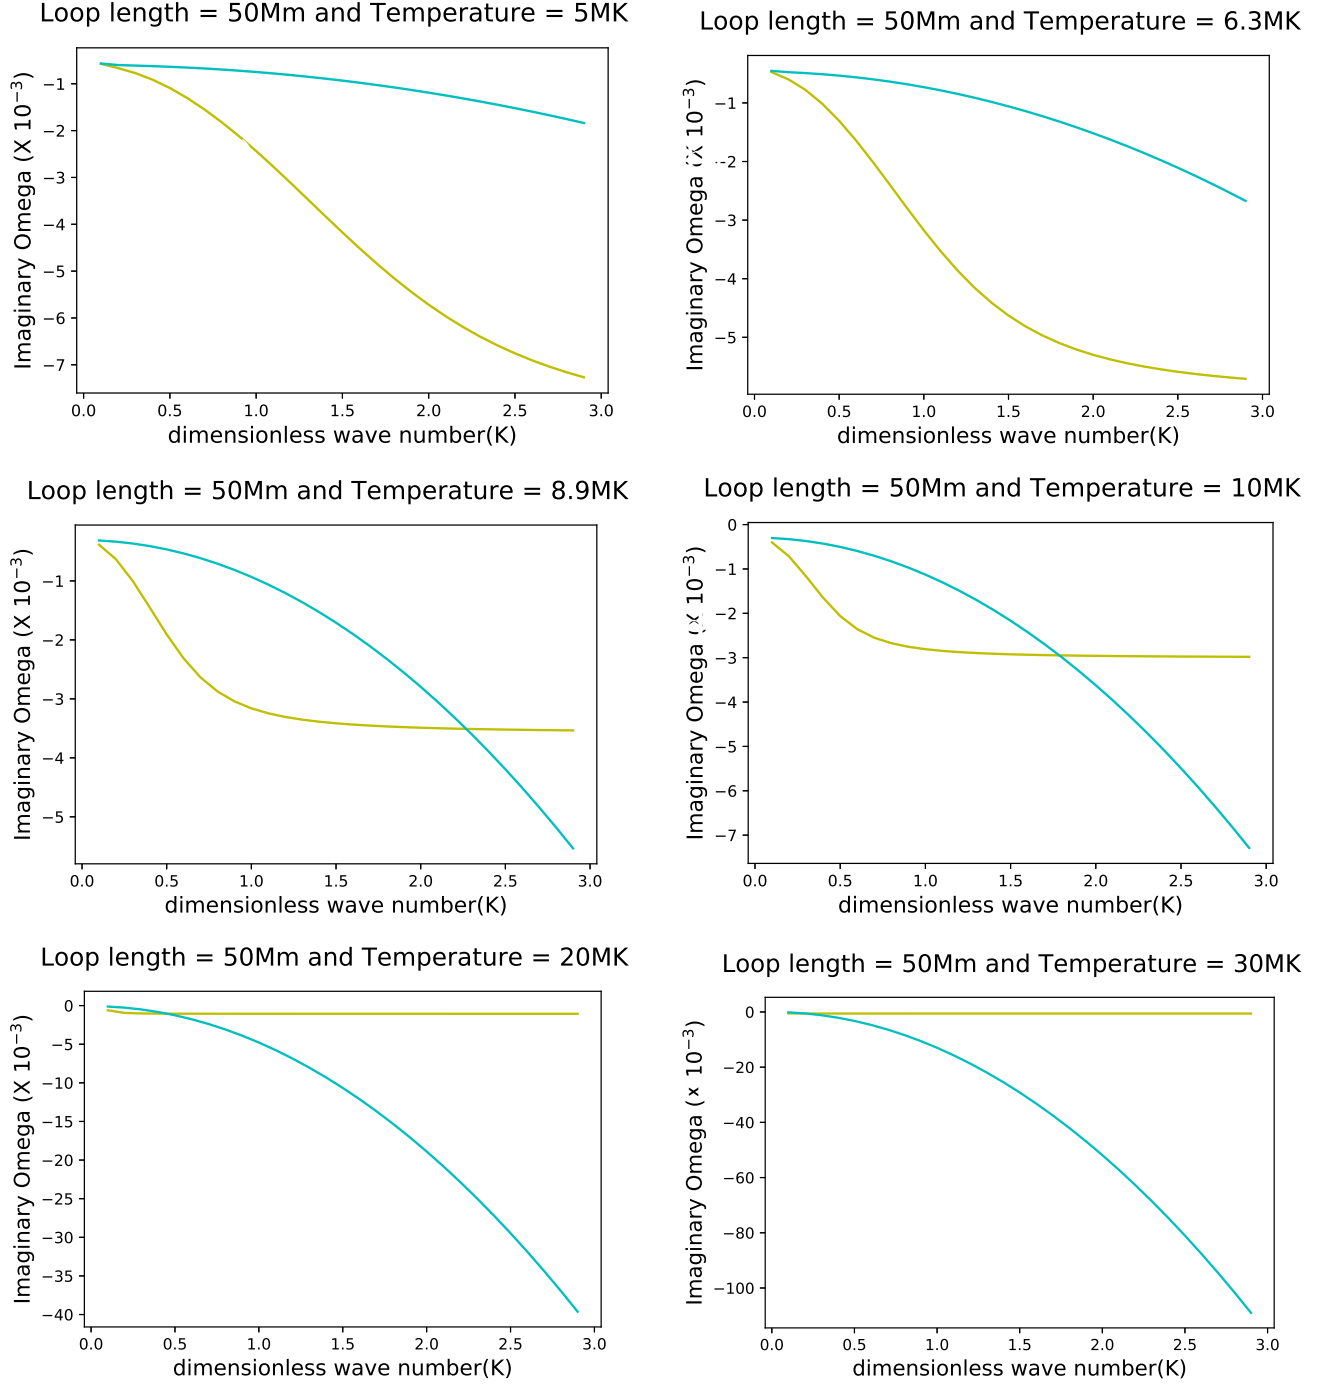 Loop length = 50Mm and Temperature = 5MK
Imaginary Omega (X 10⁻³)
−1
−2
−3
−4
−5
−6
−7
0.0 0.5 1.0 1.5 2.0 2.5 3.0
dimensionless wave number(K)
Loop length = 50Mm and Temperature = 6.3MK
Imaginary Omega (X 10⁻³)
−1
-2
−3
−4
−5
0.0 0.5 1.0 1.5 2.0 2.5 3.0
dimensionless wave number(K)
Loop length = 50Mm and Temperature = 8.9MK
Imaginary Omega (X 10⁻³)
−1
−2
−3
−4
−5
0.0 0.5 1.0 1.5 2.0 2.5 3.0
dimensionless wave number(K)
Loop length = 50Mm and Temperature = 10MK
Imaginary Omega (X 10⁻³)
0
−1
−2
−3
−4
−5
−6
−7
0.0 0.5 1.0 1.5 2.0 2.5 3.0
dimensionless wave number(K)
Loop length = 50Mm and Temperature = 20MK
Imaginary Omega (X 10⁻³)
0
−5
−10
−15
−20
−25
−30
−35
−40
0.0 0.5 1.0 1.5 2.0 2.5 3.0
dimensionless wave number(K)
Loop length = 50Mm and Temperature = 30MK
Imaginary Omega (x 10⁻³)
0
−20
−40
−60
−80
−100
0.0 0.5 1.0 1.5 2.0 2.5 3.0
dimensionless wave number(K)